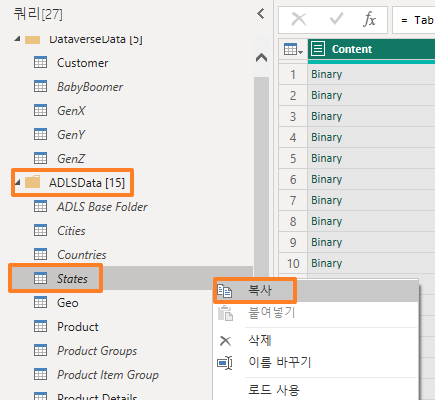 쿼리[27]
DataverseData [5]
Customer
BabyBoomer
GenX
GenY
GenZ
ADLSData [15]
ADLS Base Folder
Cities
Countries
States
Geo
Product
Product Groups
Product Item Group
Product Details
fx
= Tab
Content
1 Binary
2 Binary
3 Binary
4 Binary
5 Binary
6 Binary
7 Binary
8 Binary
9 Binary
10 Binary
복사
붙여넣기
삭제
이름 바꾸기
로드 사용